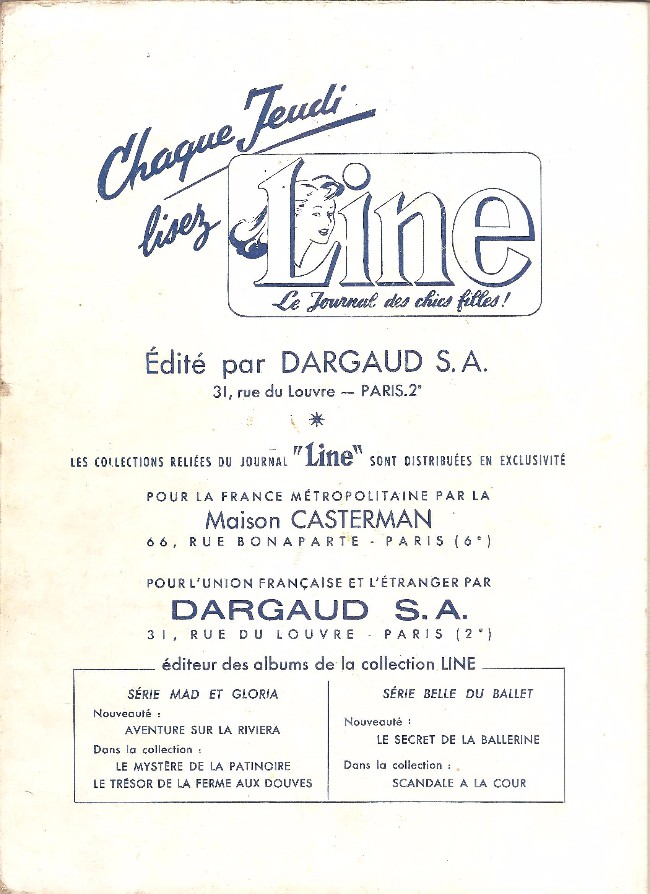 Chaque Jeudi
lisez
Line
Le Journal des chics filles!
Édité par DARGAUD S.A.
31, rue du Louvre — PARIS.2e
LES COLLECTIONS RELIÉES DU JOURNAL "Line" SONT DISTRIBUÉES EN EXCLUSIVITÉ
POUR LA FRANCE MÉTROPOLITAINE PAR LA
Maison CASTERMAN
66, RUE BONAPARTE - PARIS (6e)
POUR L'UNION FRANÇAISE ET L'ÉTRANGER PAR
DARGAUD S.A.
31, RUE DU LOUVRE - PARIS (2e)
éditeur des albums de la collection LINE
SÉRIE MAD ET GLORIA
Nouveauté :
AVENTURE SUR LA RIVIERA
Dans la collection :
LE MYSTÈRE DE LA PATINOIRE
LE TRÉSOR DE LA FERME AUX DOUVES
SÉRIE BELLE DU BALLET
Nouveauté :
LE SECRET DE LA BALLERINE
Dans la collection :
SCANDALE A LA COUR